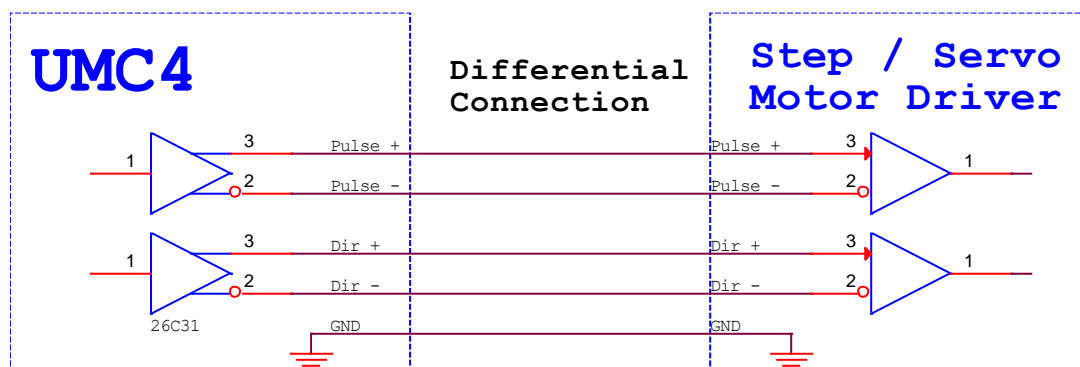 UMC4
Differential
Connection
Step / Servo
Motor Driver
1
3
Pulse +
Pulse +
3
1
2
Pulse -
Pulse -
2
1
3
Dir +
Dir +
3
1
2
Dir -
Dir -
2
26C31
GND
GND